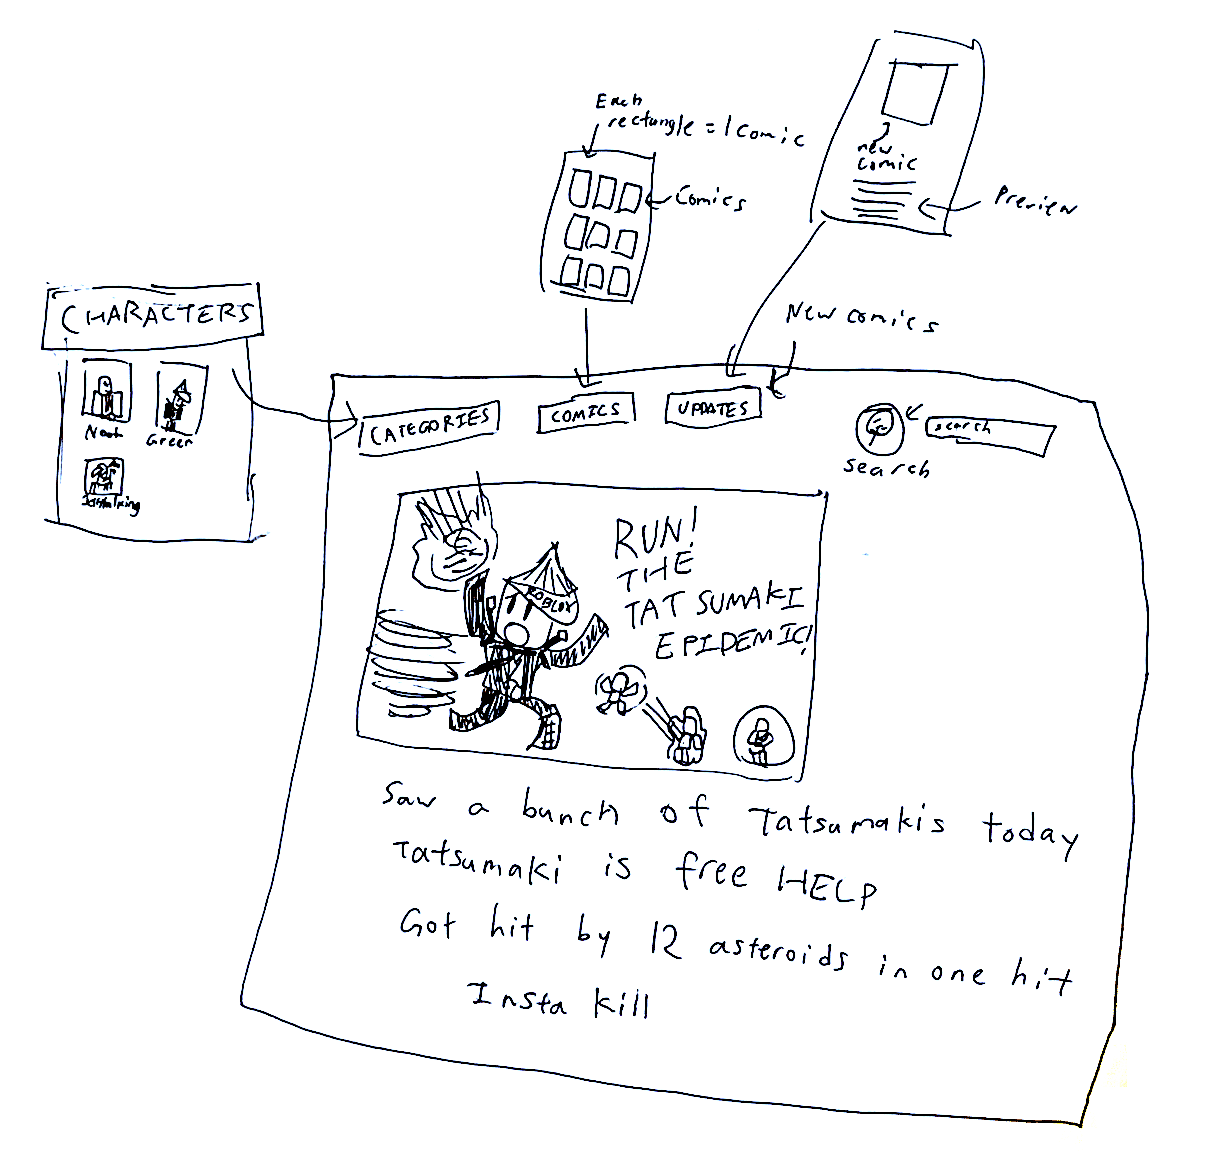 Each
rectangle = 1 Comic
Comics
new
comic
Preview
New comics
CHARACTERS
Noob
Green
CATEGORIES
COMICS
UPDATES
search
search
RUN!
THE
TATSUMAKI
EPIDEMIC!
ROBLOX
Saw a bunch of Tatsumakis today
Tatsumaki is free HELP
Got hit by 12 asteroids in one hit
Insta kill